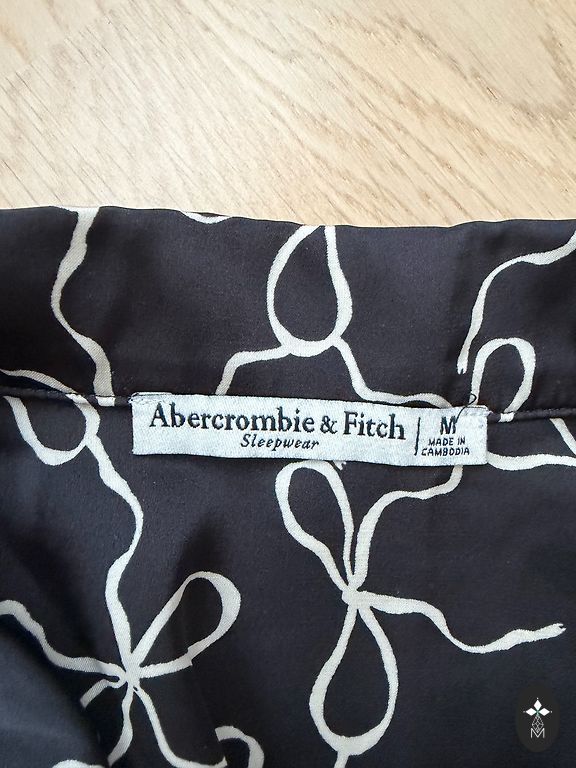 Abercrombie & Fitch
Sleepwear
M
MADE IN
CAMBODIA